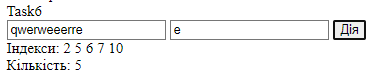 Task6
qwerweeerre e Дія
Індекси: 2 5 6 7 10
Кількість: 5